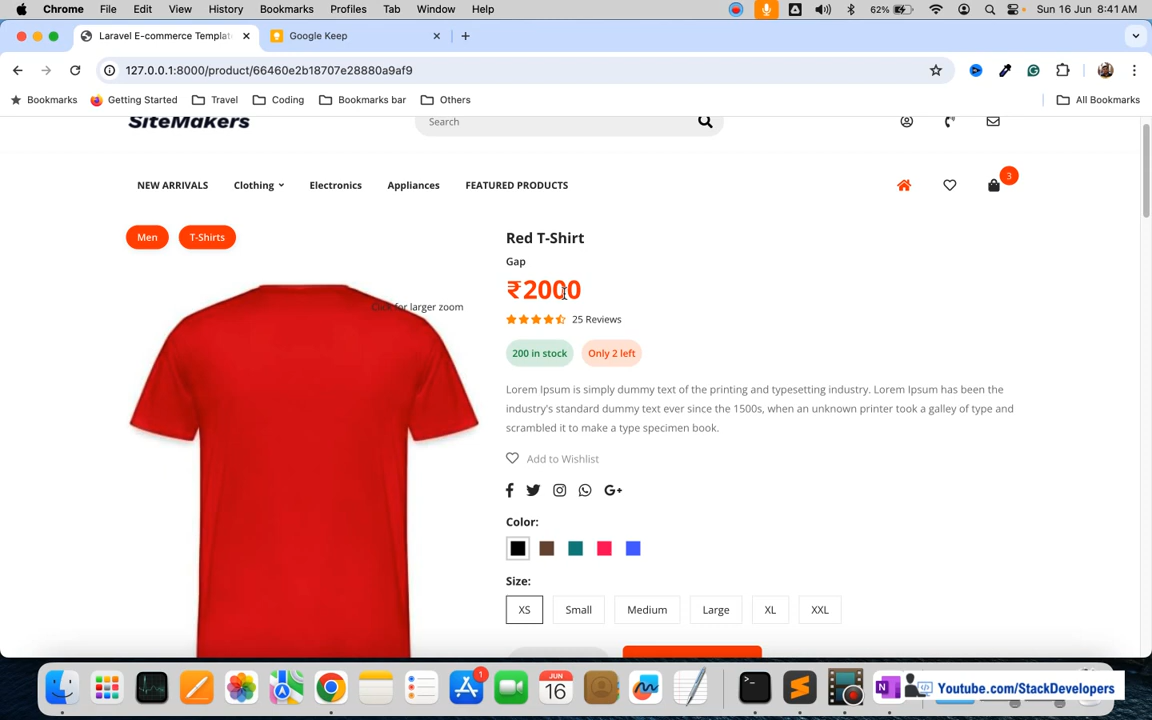 Chrome File Edit View History Bookmarks Profiles Tab Window Help 62% Sun 16 Jun 8:41 AM
Laravel E-commerce Templat Google Keep
127.0.0.1:8000/product/66460e2b18707e28880a9af9
Bookmarks Getting Started Travel Coding Bookmarks bar Others All Bookmarks
SiteMakers Search
NEW ARRIVALS Clothing Electronics Appliances FEATURED PRODUCTS 3
Men T-Shirts
Red T-Shirt
Gap
₹2000
Click for larger zoom
25 Reviews
200 in stock Only 2 left
Lorem Ipsum is simply dummy text of the printing and typesetting industry. Lorem Ipsum has been the
industry's standard dummy text ever since the 1500s, when an unknown printer took a galley of type and
scrambled it to make a type specimen book.
Add to Wishlist
G+
Color:
Size:
XS Small Medium Large XL XXL
1 JUN 16
Youtube.com/StackDevelopers